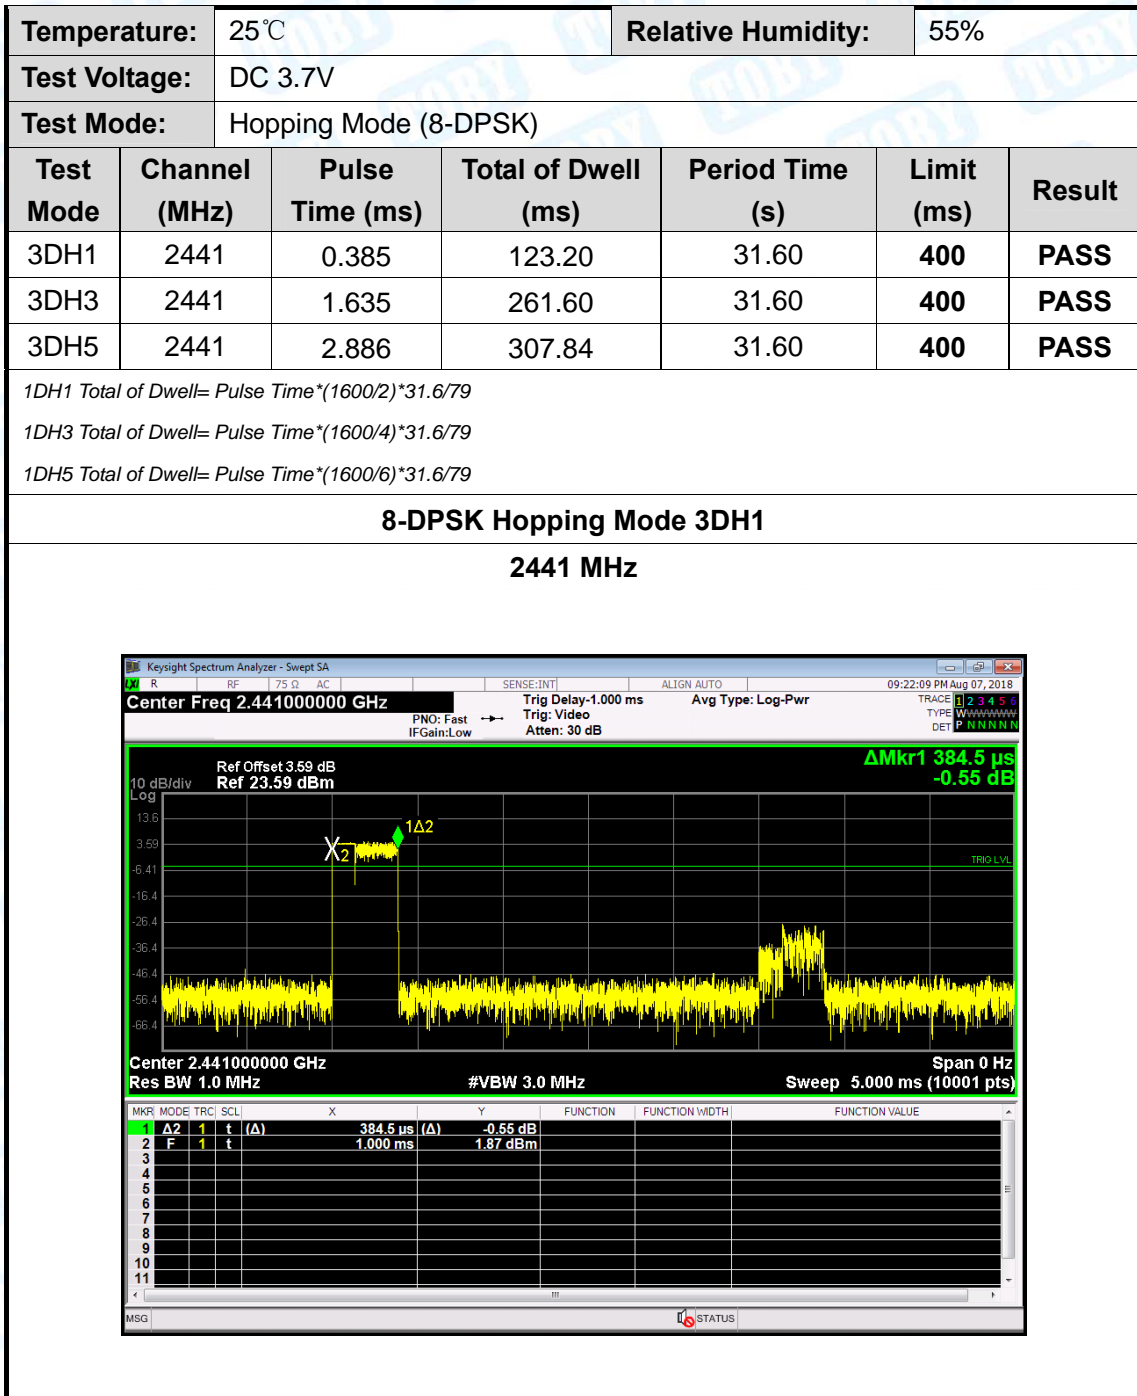 Temperature: 25℃ Relative Humidity: 55%
Test Voltage: DC 3.7V
Test Mode: Hopping Mode (8-DPSK)
Test Mode Channel (MHz) Pulse Time (ms) Total of Dwell (ms) Period Time (s) Limit (ms) Result
3DH1 2441 0.385 123.20 31.60 400 PASS
3DH3 2441 1.635 261.60 31.60 400 PASS
3DH5 2441 2.886 307.84 31.60 400 PASS
1DH1 Total of Dwell= Pulse Time*(1600/2)*31.6/79
1DH3 Total of Dwell= Pulse Time*(1600/4)*31.6/79
1DH5 Total of Dwell= Pulse Time*(1600/6)*31.6/79
8-DPSK Hopping Mode 3DH1
2441 MHz
Keysight Spectrum Analyzer - Swept SA
LXI R RF 75 Ω AC SENSE:INT ALIGN AUTO 09:22:09 PM Aug 07, 2018
Center Freq 2.441000000 GHz
PNO: Fast
IFGain:Low
Trig Delay-1.000 ms
Trig: Video
Atten: 30 dB
Avg Type: Log-Pwr
TRACE 1 2 3 4 5 6
TYPE WWWWWW
DET P N N N N N
ΔMkr1 384.5 µs
-0.55 dB
Ref Offset 3.59 dB
10 dB/div Ref 23.59 dBm
Log
13.6
3.59
-6.41
-16.4
-26.4
-36.4
-46.4
-56.4
-66.4
1Δ2
2
TRIG LVL
Center 2.441000000 GHz Span 0 Hz
Res BW 1.0 MHz #VBW 3.0 MHz Sweep 5.000 ms (10001 pts)
MKR MODE TRC SCL X Y FUNCTION FUNCTION WIDTH FUNCTION VALUE
1 Δ2 1 t (Δ) 384.5 µs (Δ) -0.55 dB
2 F 1 t 1.000 ms 1.87 dBm
3
4
5
6
7
8
9
10
11
MSG STATUS